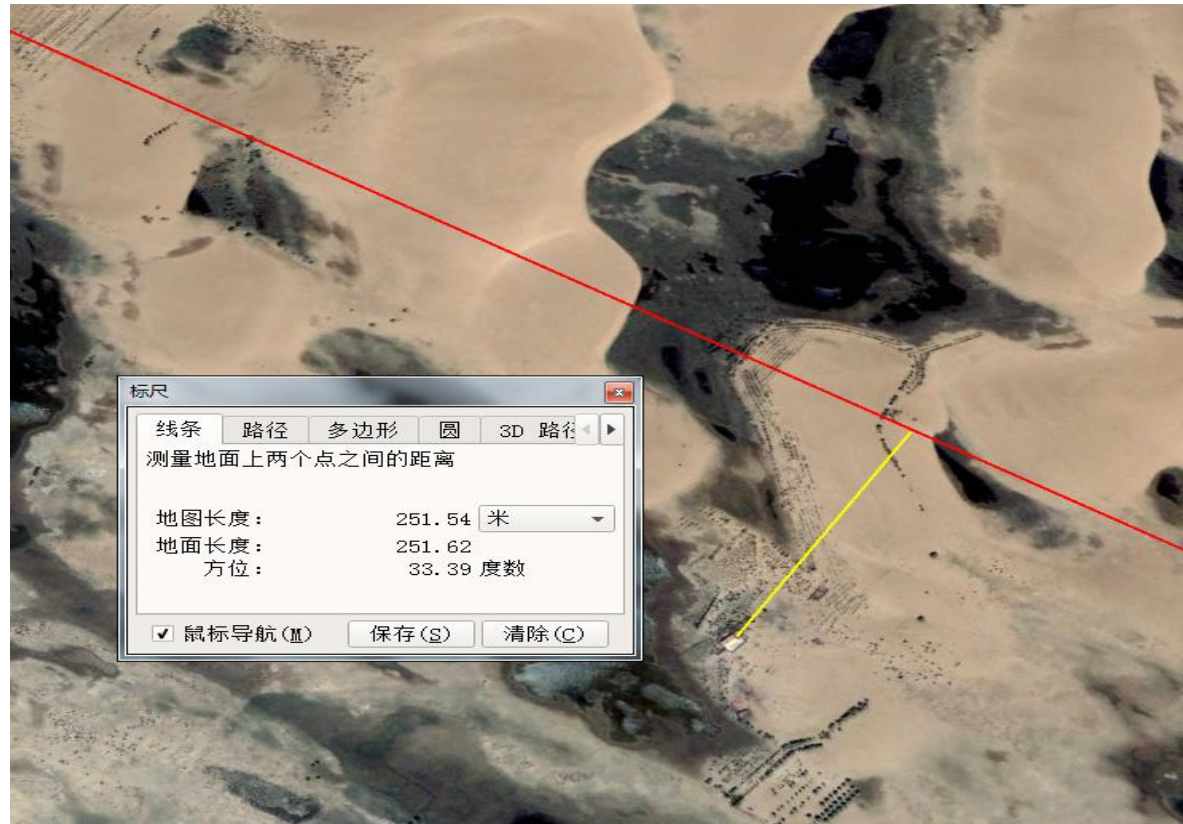 标尺
线条 路径 多边形 圆 3D 路径
测量地面上两个点之间的距离
地图长度： 251.54 米
地面长度： 251.62
方位： 33.39 度数
鼠标导航(M) 保存(S) 清除(C)